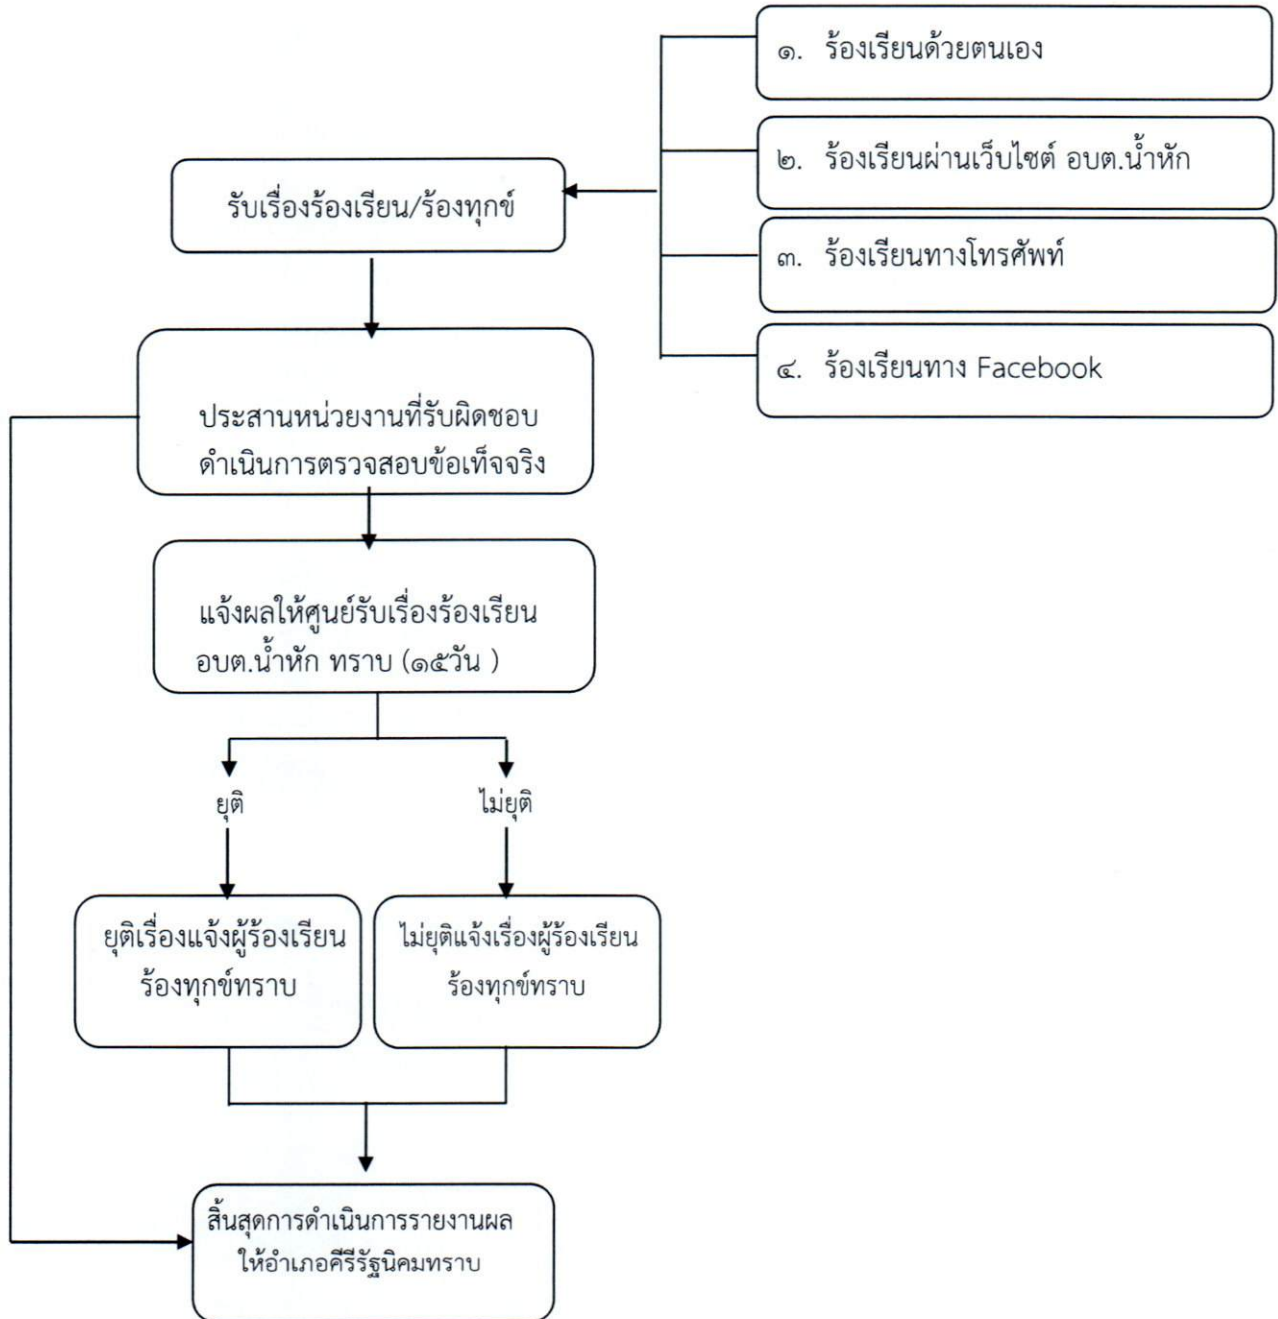 ๑. ร้องเรียนด้วยตนเอง
๒. ร้องเรียนผ่านเว็บไซต์ อบต.น้ำหัก
รับเรื่องร้องเรียน/ร้องทุกข์
๓. ร้องเรียนทางโทรศัพท์
๔. ร้องเรียนทาง Facebook
ประสานหน่วยงานที่รับผิดชอบ
ดำเนินการตรวจสอบข้อเท็จจริง
แจ้งผลให้ศูนย์รับเรื่องร้องเรียน
อบต.น้ำหัก ทราบ (๑๕วัน )
ยุติ
ไม่ยุติ
ยุติเรื่องแจ้งผู้ร้องเรียน
ร้องทุกข์ทราบ
ไม่ยุติแจ้งเรื่องผู้ร้องเรียน
ร้องทุกข์ทราบ
สิ้นสุดการดำเนินการรายงานผล
ให้อำเภอคีรีรัฐนิคมทราบ